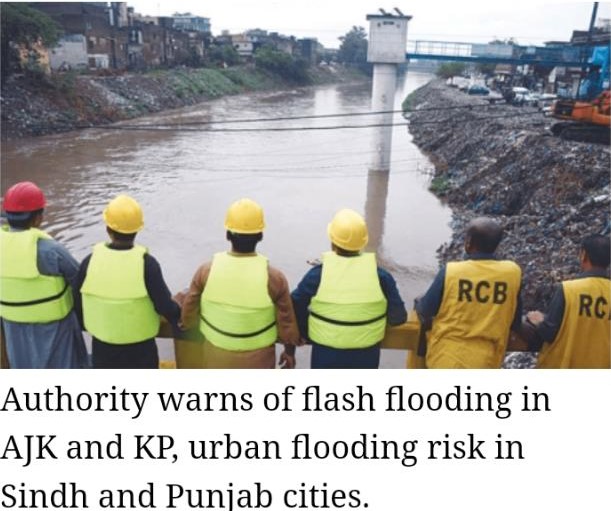 RCB
RC
Authority warns of flash flooding in
AJK and KP, urban flooding risk in
Sindh and Punjab cities.